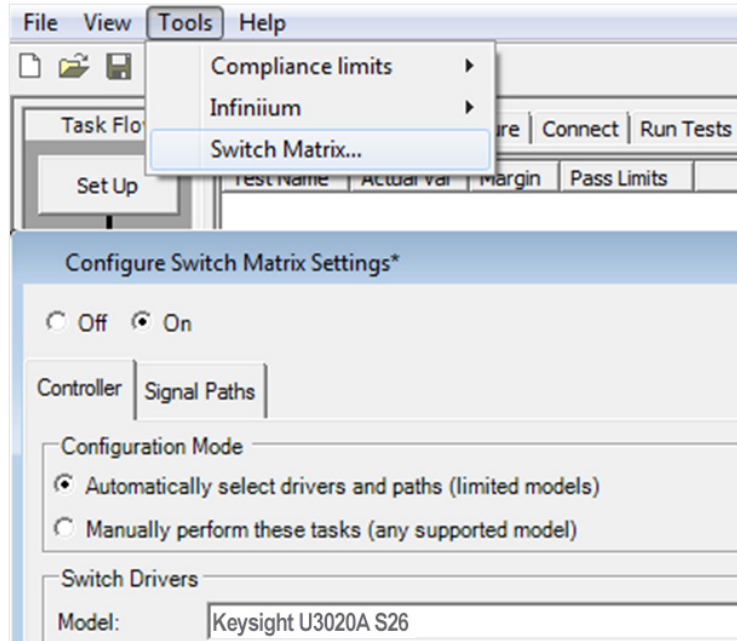 File View Tools Help
Compliance limits
Infiniium
Task Flo Connect Run Tests
Switch Matrix...
Set Up Test Name Actual Val Margin Pass Limits
Configure Switch Matrix Settings*
Off On
Controller Signal Paths
Configuration Mode
Automatically select drivers and paths (limited models)
Manually perform these tasks (any supported model)
Switch Drivers
Model: Keysight U3020A S26